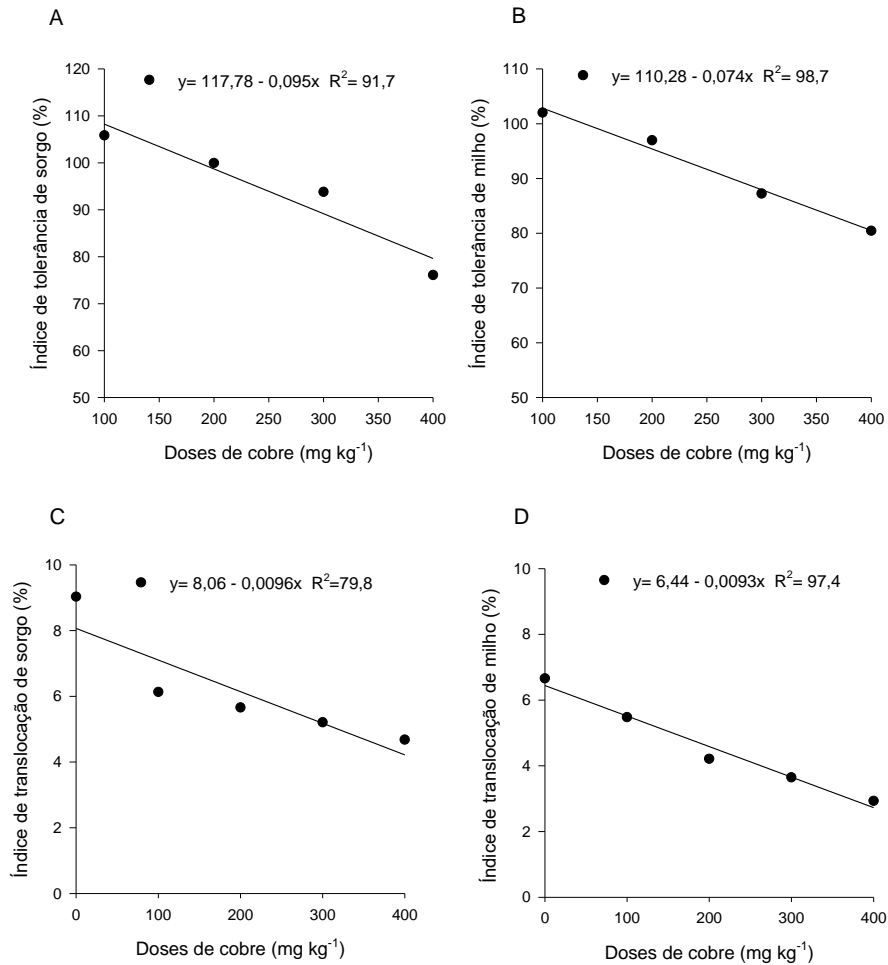 A
y= 117,78 - 0,095x R²= 91,7
Índice de tolerância de sorgo (%)
120
110
100
90
80
70
60
50
100 150 200 250 300 350 400
Doses de cobre (mg kg⁻¹)
B
y= 110,28 - 0,074x R²= 98,7
Índice de tolerância de milho (%)
110
100
90
80
70
60
50
100 150 200 250 300 350 400
Doses de cobre (mg kg⁻¹)
C
y= 8,06 - 0,0096x R²=79,8
Índice de translocação de sorgo (%)
10
8
6
4
2
0
0 100 200 300 400
Doses de cobre (mg kg⁻¹)
D
y= 6,44 - 0,0093x R²= 97,4
Índice de translocação de milho (%)
10
8
6
4
2
0
0 100 200 300 400
Doses de cobre (mg kg⁻¹)